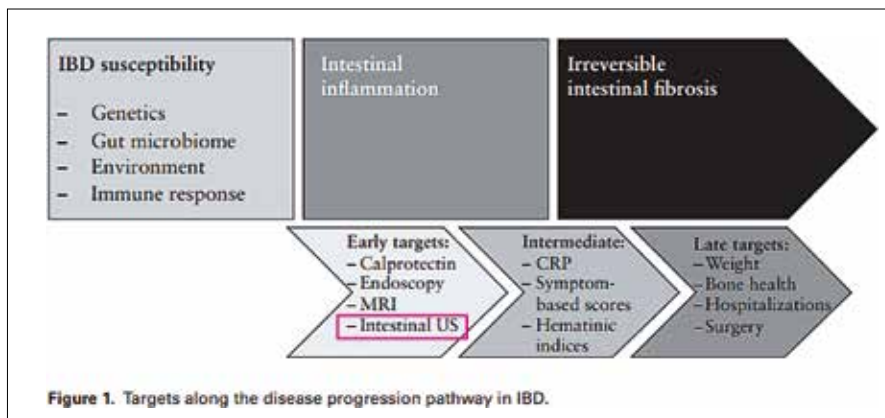 IBD susceptibility
– Genetics
– Gut microbiome
– Environment
– Immune response
Intestinal
inflammation
Irreversible
intestinal fibrosis
Early targets:
– Calprotectin
– Endoscopy
– MRI
– Intestinal US
Intermediate:
– CRP
– Symptom-
based scores
– Hematinic
indices
Late targets:
– Weight
– Bone health
– Hospitalizations
– Surgery
Figure 1. Targets along the disease progression pathway in IBD.